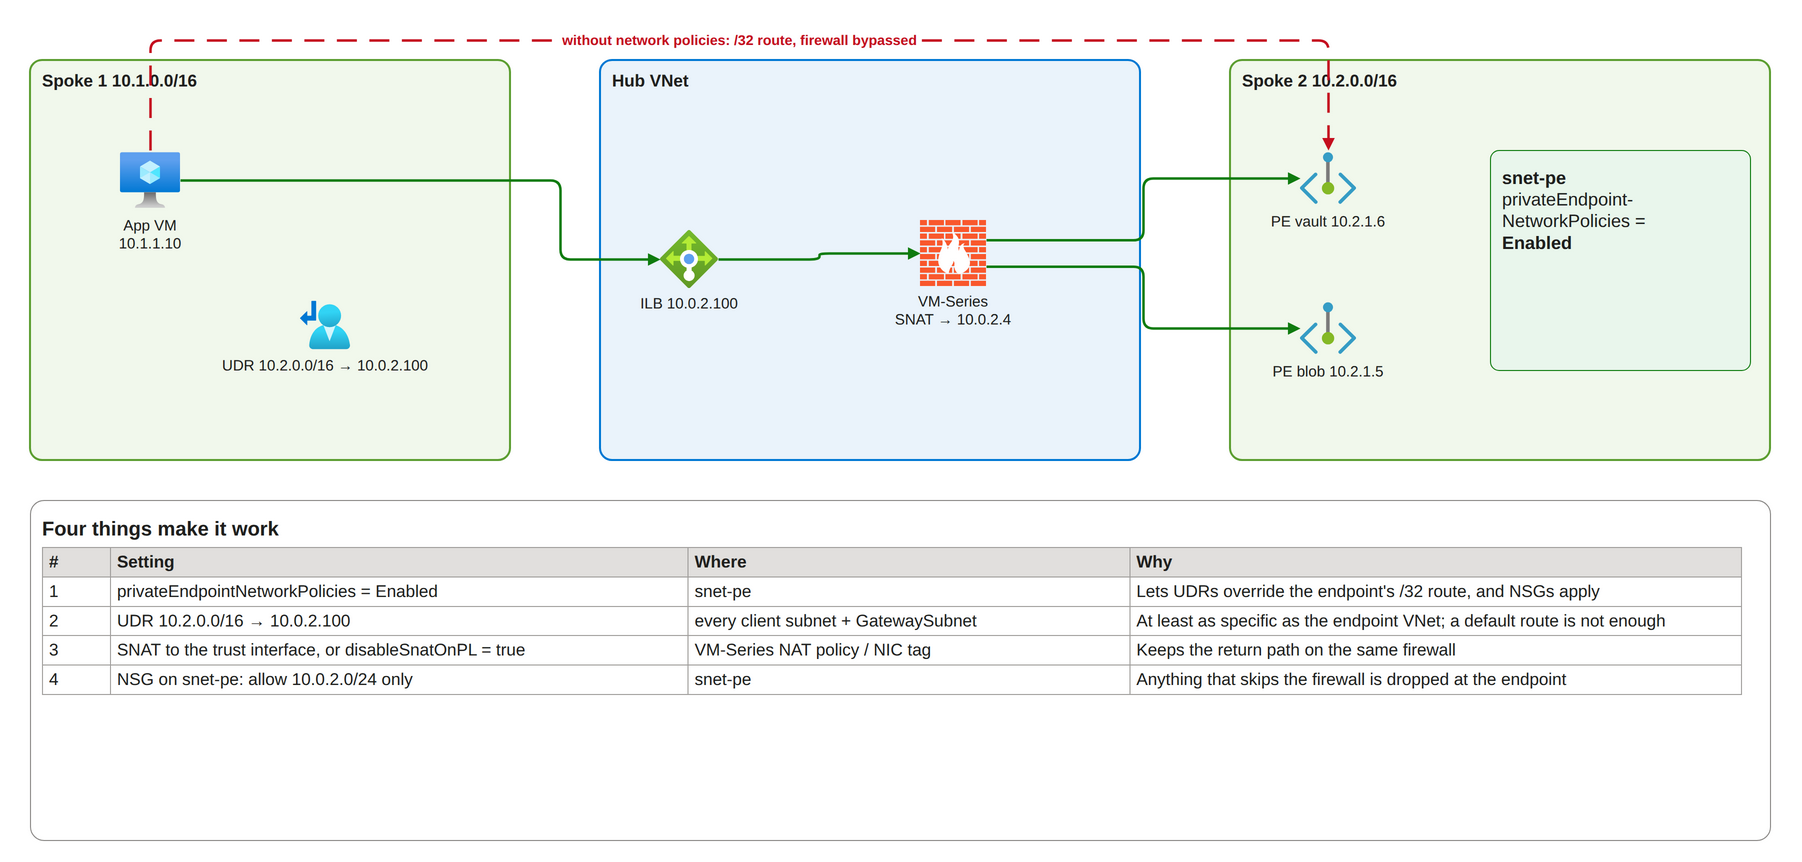 without network policies: /32 route, firewall bypassed
Spoke 1 10.1.0.0/16
Hub VNet
Spoke 2 10.2.0.0/16
App VM
10.1.1.10
UDR 10.2.0.0/16 → 10.0.2.100
ILB 10.0.2.100
VM-Series
SNAT → 10.0.2.4
PE vault 10.2.1.6
PE blob 10.2.1.5
snet-pe
privateEndpoint-
NetworkPolicies =
Enabled
Four things make it work
# Setting Where Why
1 privateEndpointNetworkPolicies = Enabled snet-pe Lets UDRs override the endpoint's /32 route, and NSGs apply
2 UDR 10.2.0.0/16 → 10.0.2.100 every client subnet + GatewaySubnet At least as specific as the endpoint VNet; a default route is not enough
3 SNAT to the trust interface, or disableSnatOnPL = true VM-Series NAT policy / NIC tag Keeps the return path on the same firewall
4 NSG on snet-pe: allow 10.0.2.0/24 only snet-pe Anything that skips the firewall is dropped at the endpoint